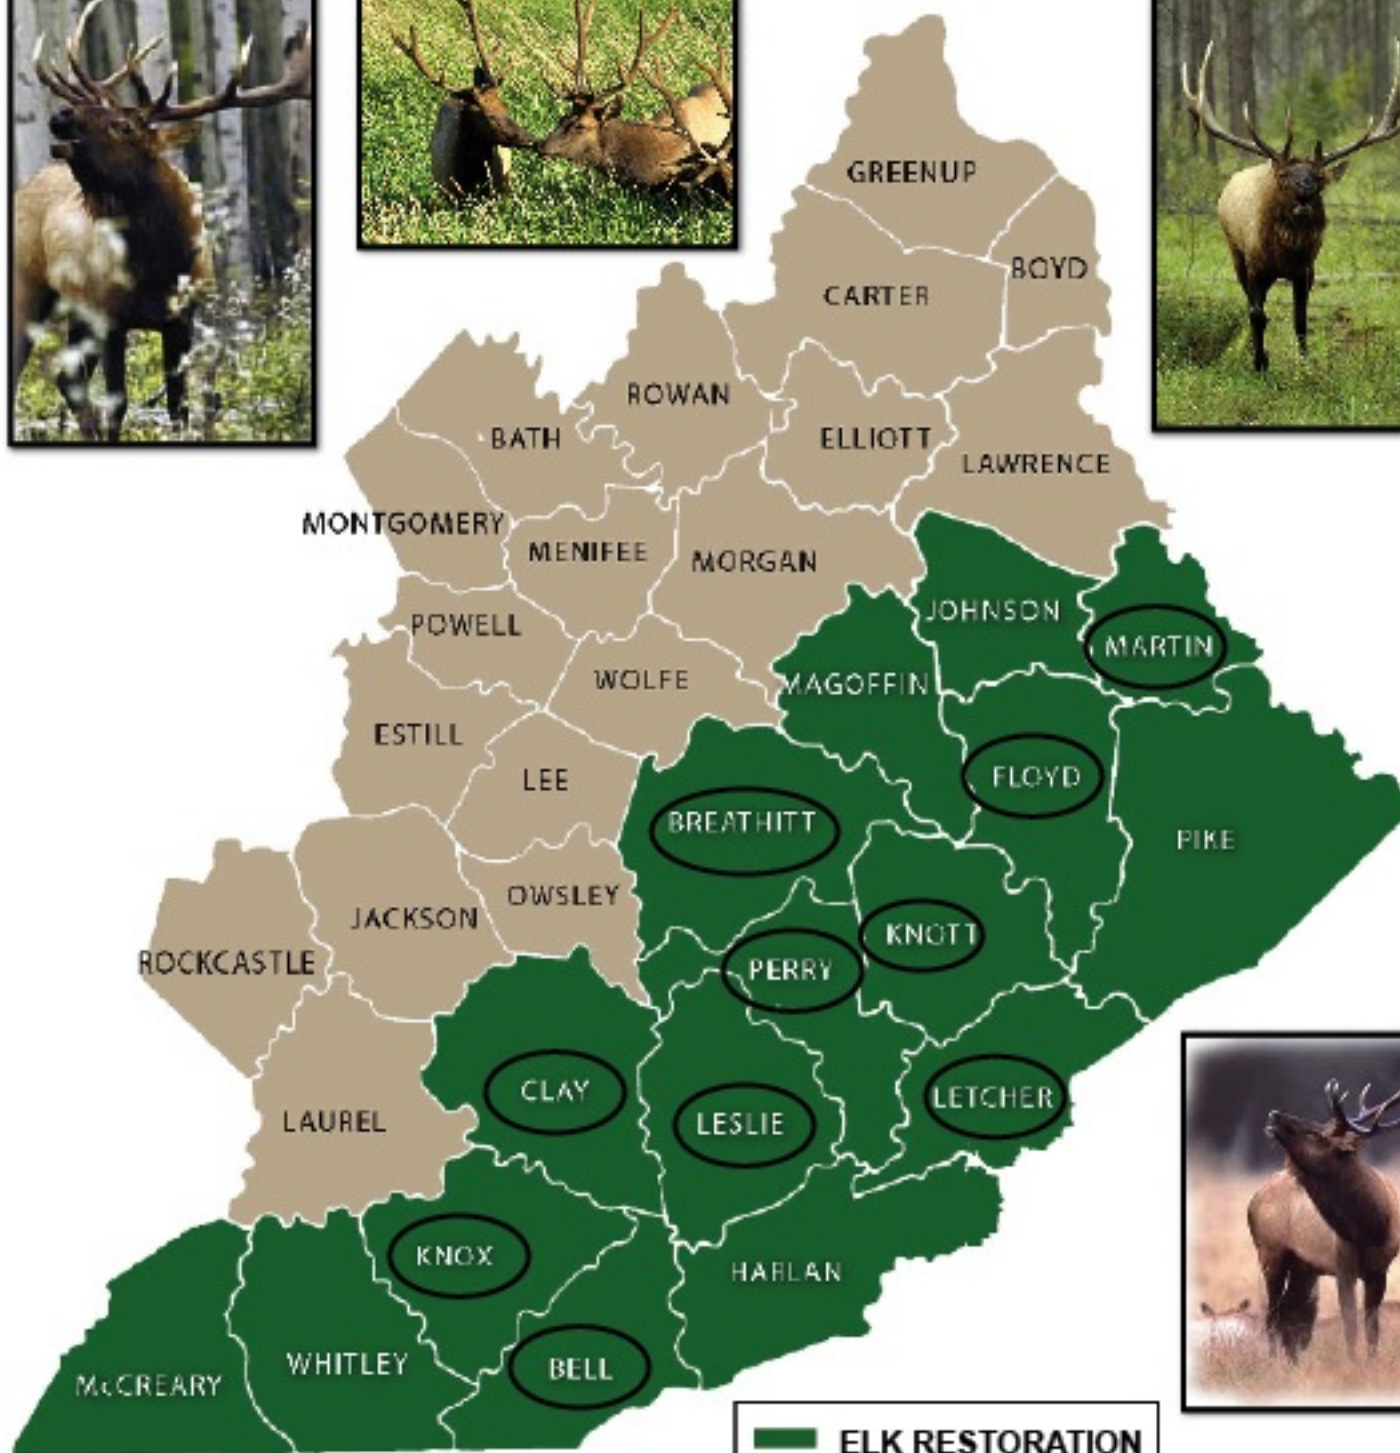 GREENUP
BOYD
CARTER
ROWAN
BATH
ELLIOTT
LAWRENCE
MONTGOMERY
MENIFEE
MORGAN
JOHNSON
POWELL
MARTIN
WOLFE
MAGOFFIN
ESTILL
LEE
FLOYD
BREATHITT
PIKE
OWSLEY
JACKSON
KNOTT
ROCKCASTLE
PERRY
CLAY
LETCHER
LAUREL
LESLIE
KNOX
HARLAN
WHITLEY
BELL
McCREARY
ELK RESTORATION